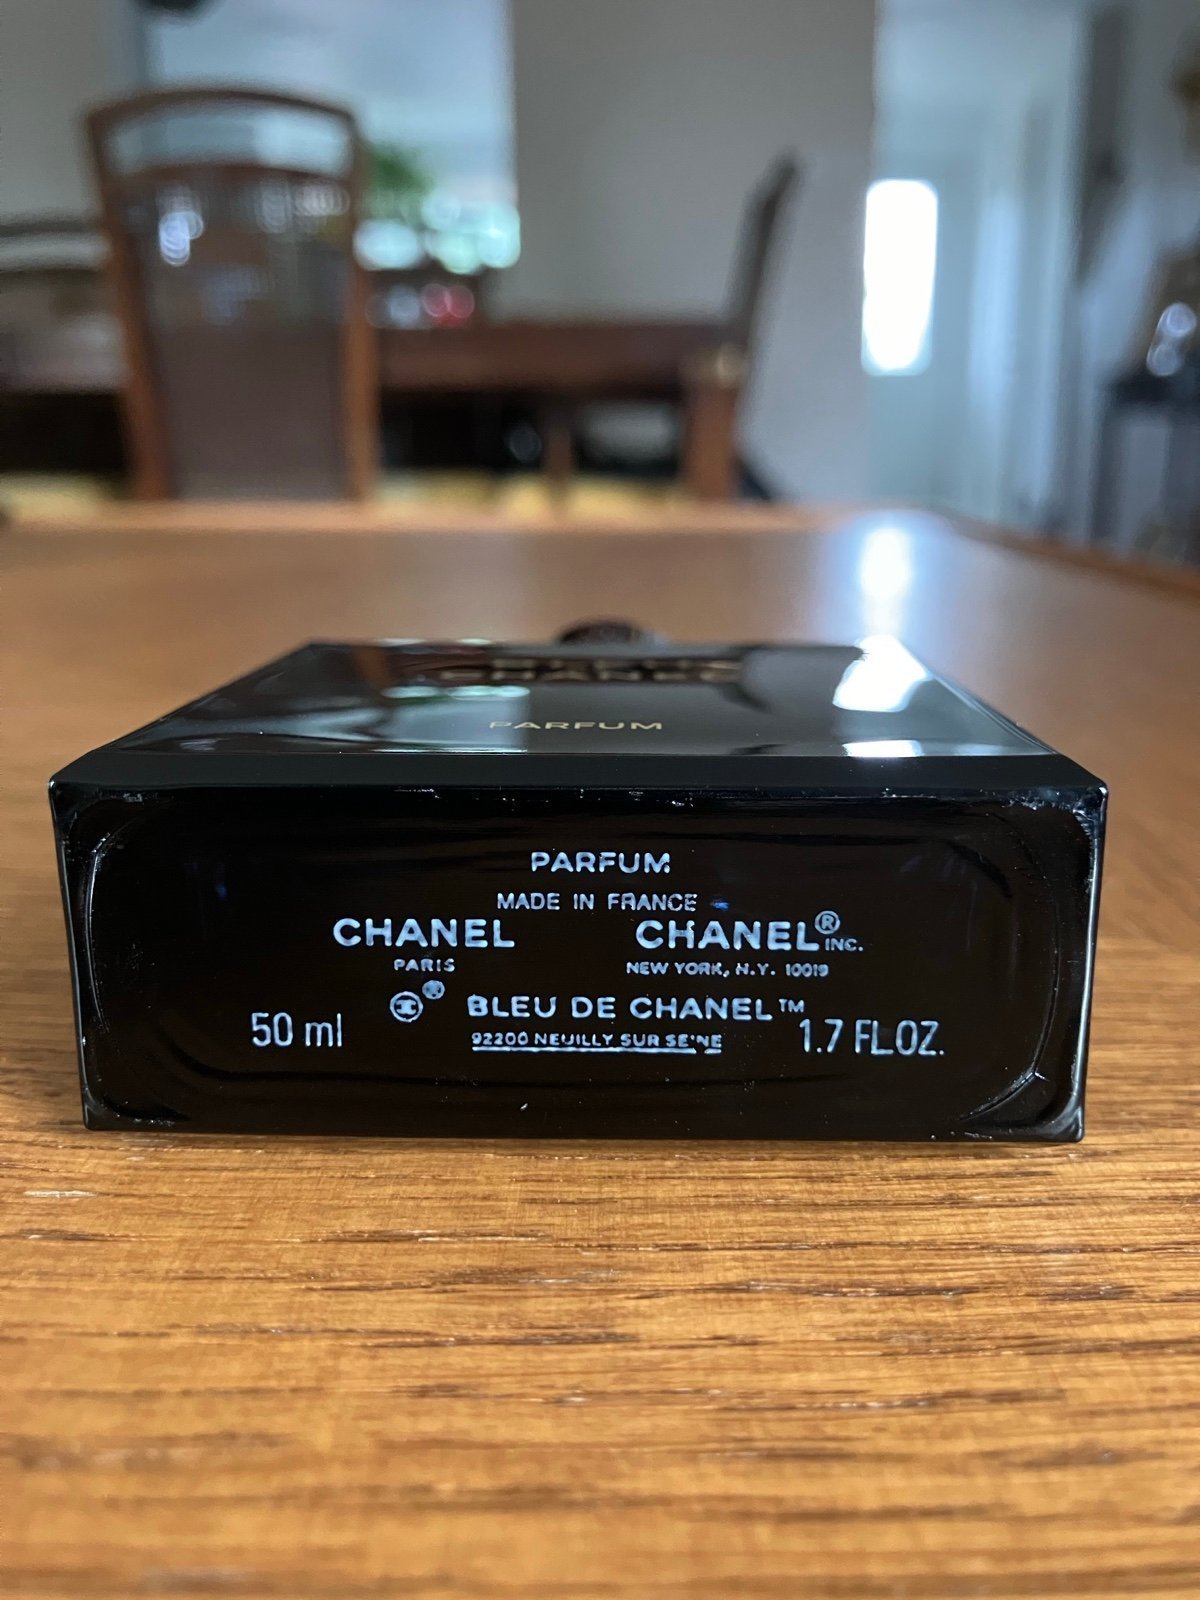 PARFUM
PARFUM
MADE IN FRANCE
CHANEL CHANEL® INC.
PARIS NEW YORK, N.Y. 10019
® BLEU DE CHANEL™
50 ml 92200 NEUILLY SUR SEINE 1.7 FL.OZ.